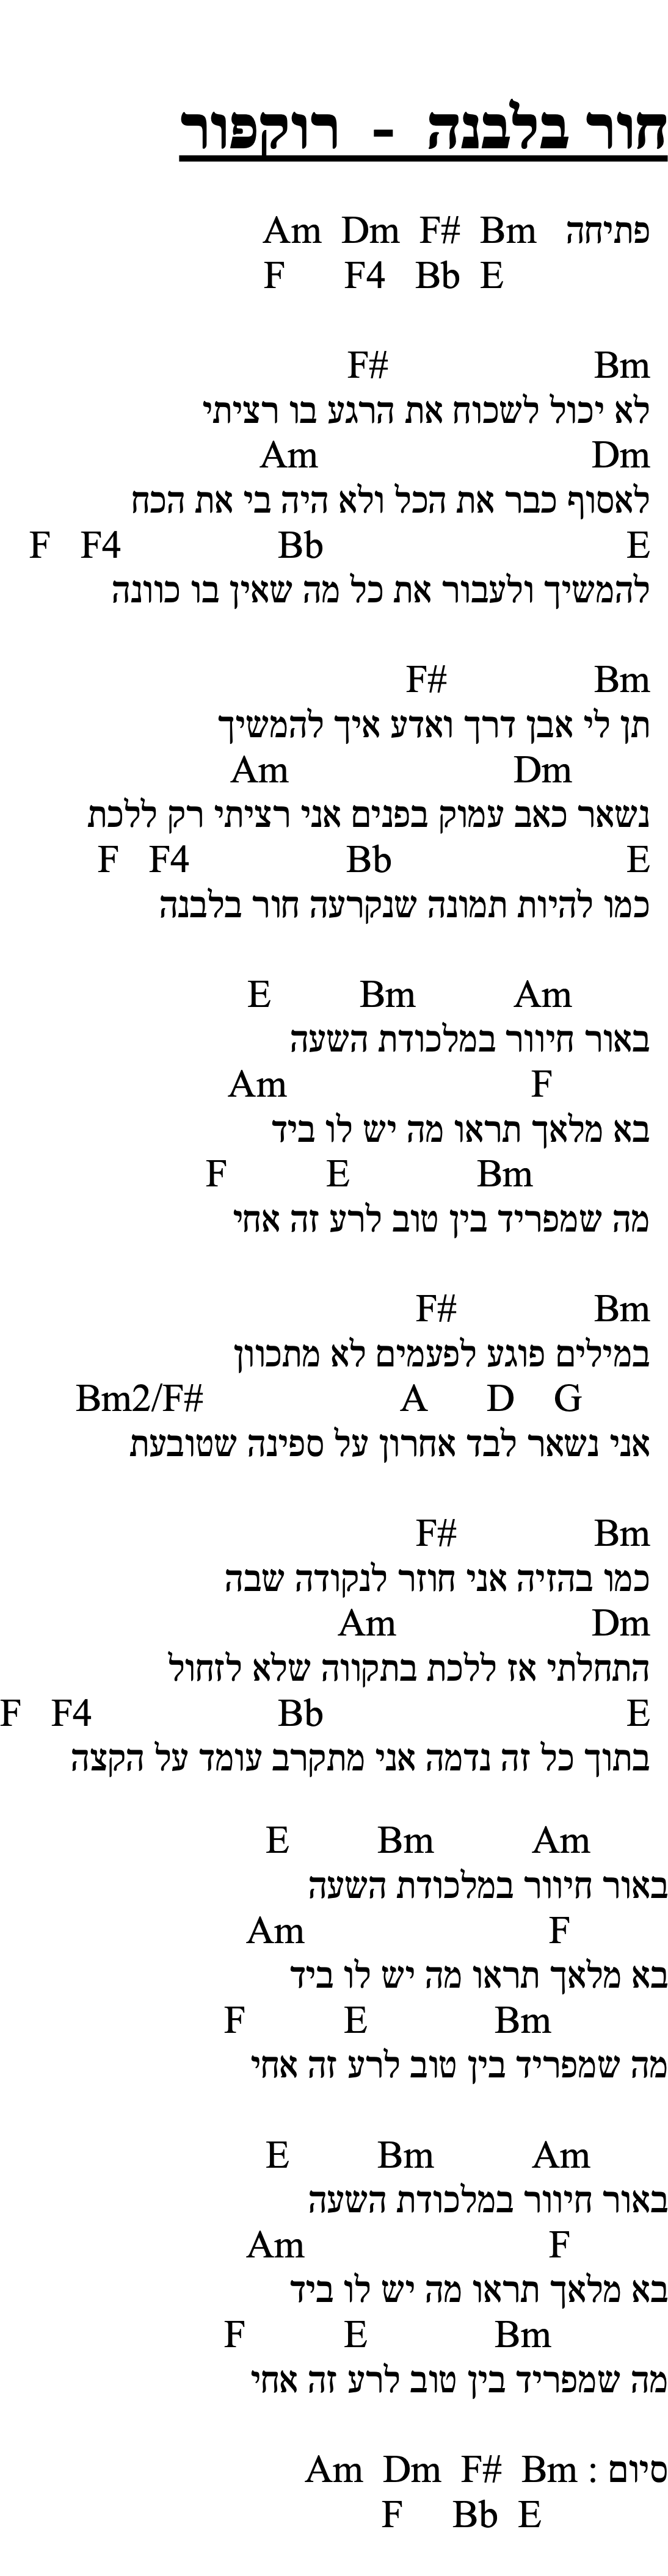 חור בלבנה - רוקפור
פתיחה Bm F# Dm Am
E Bb F4 F
Bm F#
לא יכול לשכוח את הרגע בו רציתי
Dm Am
לאסוף כבר את הכל ולא היה בי את הכח
E Bb F4 F
להמשיך ולעבור את כל מה שאין בו כוונה
Bm F#
תן לי אבן דרך ואדע איך להמשיך
Dm Am
נשאר כאב עמוק בפנים אני רציתי רק ללכת
E Bb F4 F
כמו להיות תמונה שנקרעה חור בלבנה
Am Bm E
באור חיוור במלכודת השעה
F Am
בא מלאך תראו מה יש לו ביד
Bm E F
מה שמפריד בין טוב לרע זה אחי
Bm F#
במילים פוגע לפעמים לא מתכוון
G D A Bm2/F#
אני נשאר לבד אחרון על ספינה שטובעת
Bm F#
כמו בהזיה אני חוזר לנקודה שבה
Dm Am
התחלתי אז ללכת בתקווה שלא לזחול
E Bb F4 F
בתוך כל זה נדמה אני מתקרב עומד על הקצה
Am Bm E
באור חיוור במלכודת השעה
F Am
בא מלאך תראו מה יש לו ביד
Bm E F
מה שמפריד בין טוב לרע זה אחי
Am Bm E
באור חיוור במלכודת השעה
F Am
בא מלאך תראו מה יש לו ביד
Bm E F
מה שמפריד בין טוב לרע זה אחי
סיום : Bm F# Dm Am
E Bb F